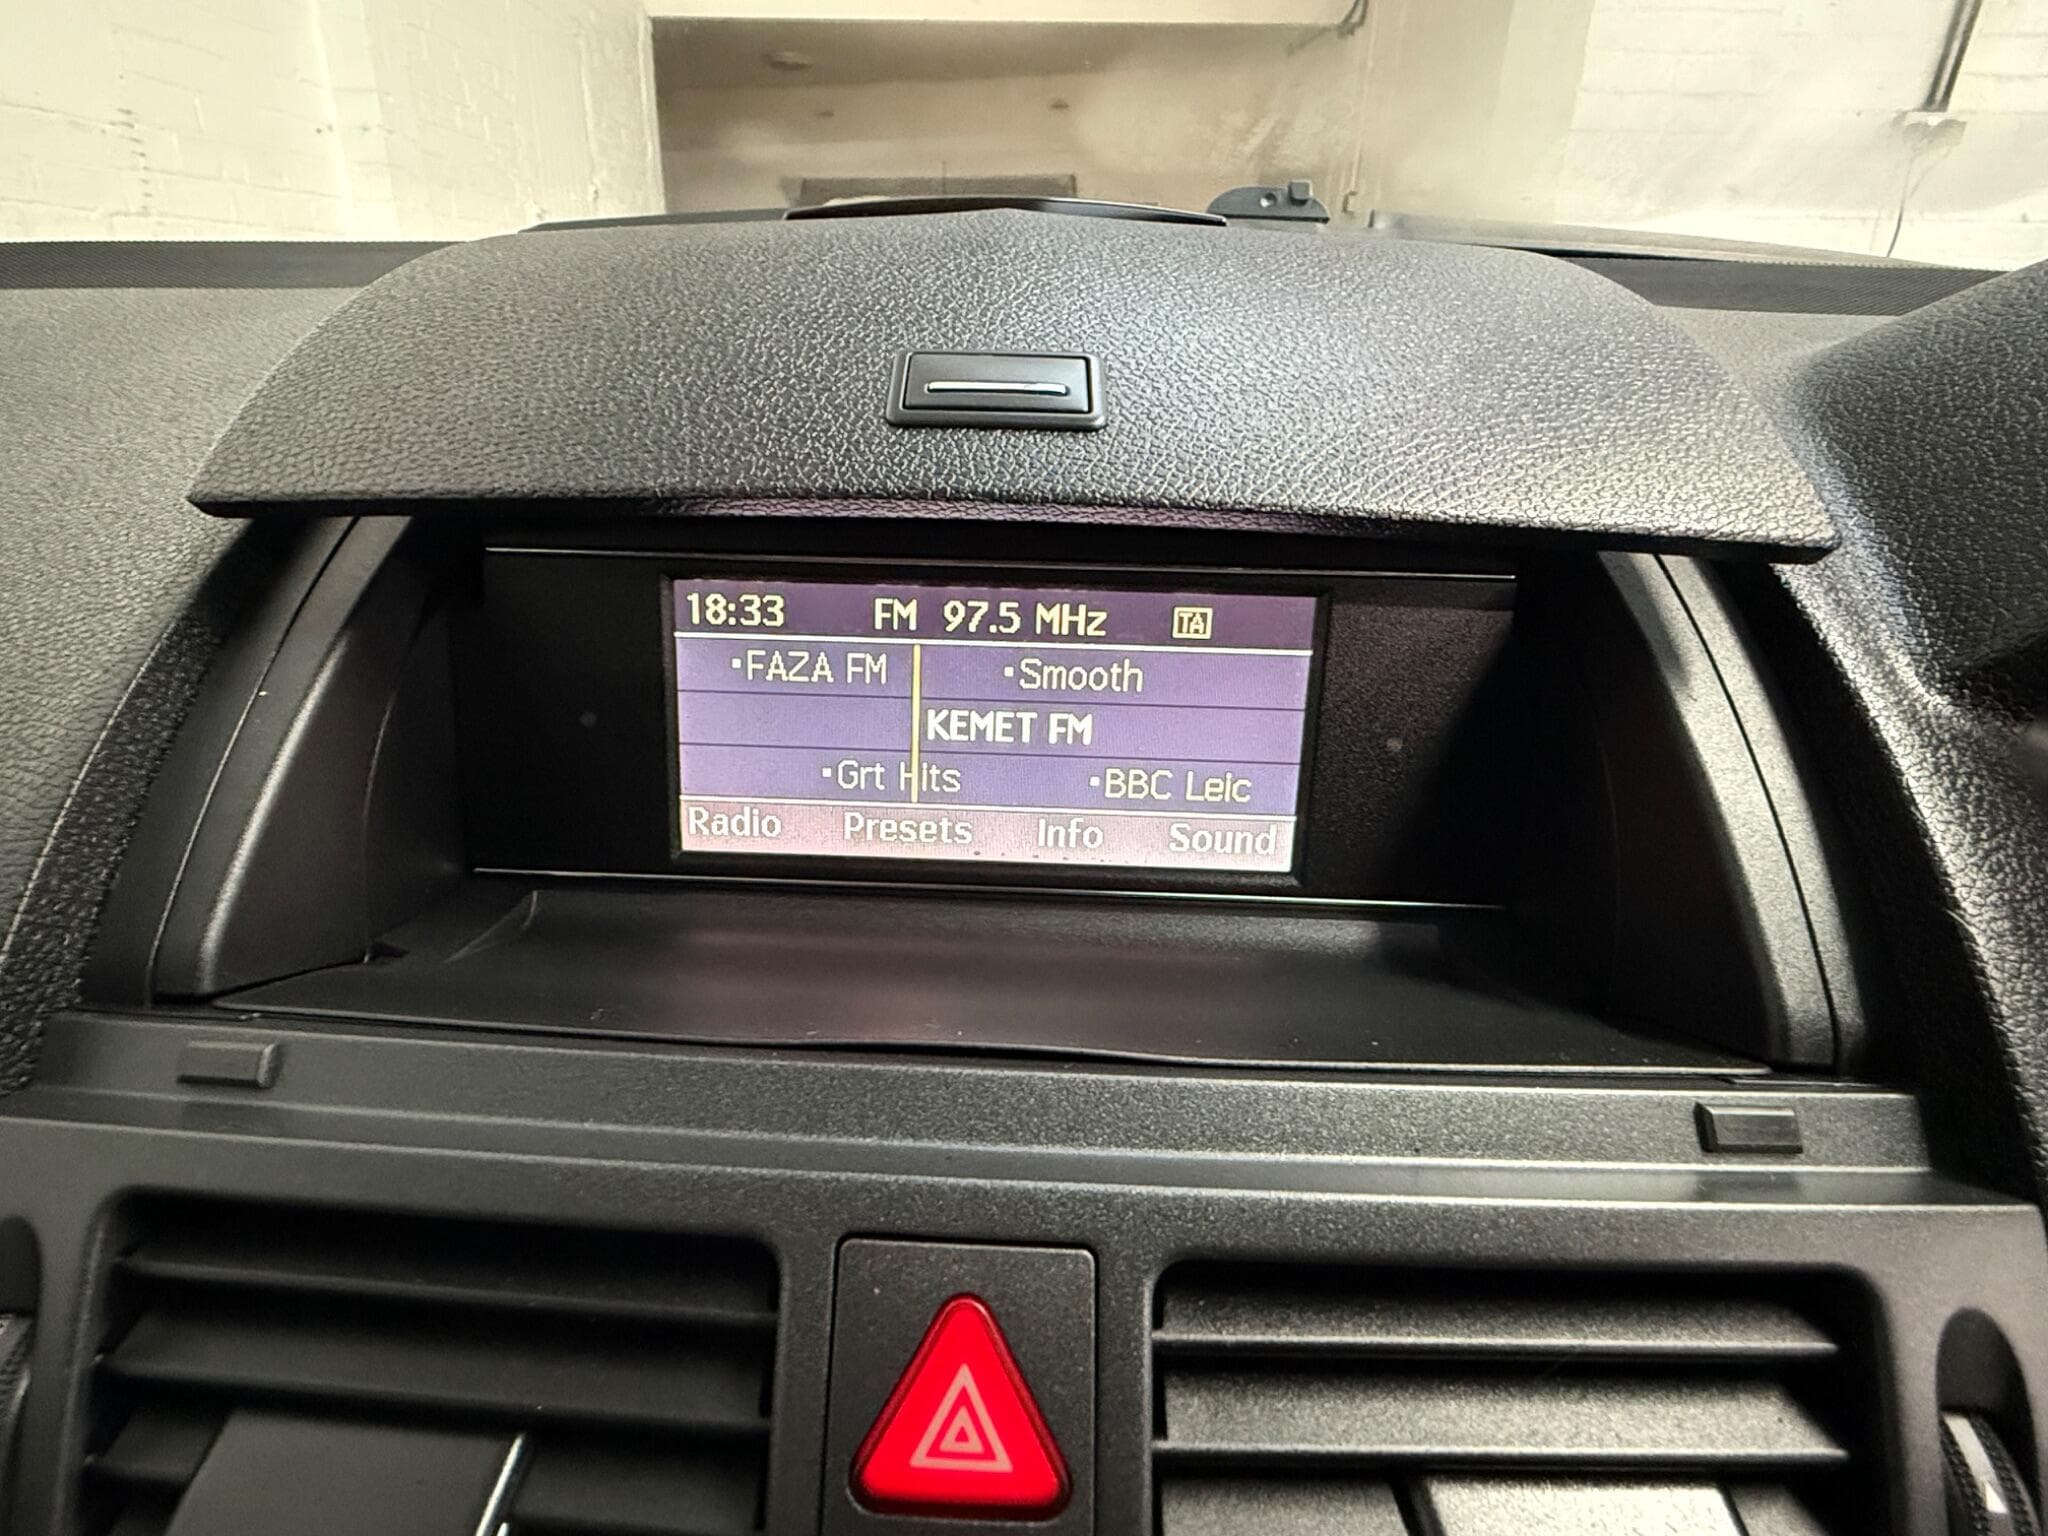 18:33 FM 97.5 MHz TA
•FAZA FM •Smooth
KEMET FM
•Grt Hits •BBC Leic
Radio Presets Info Sound